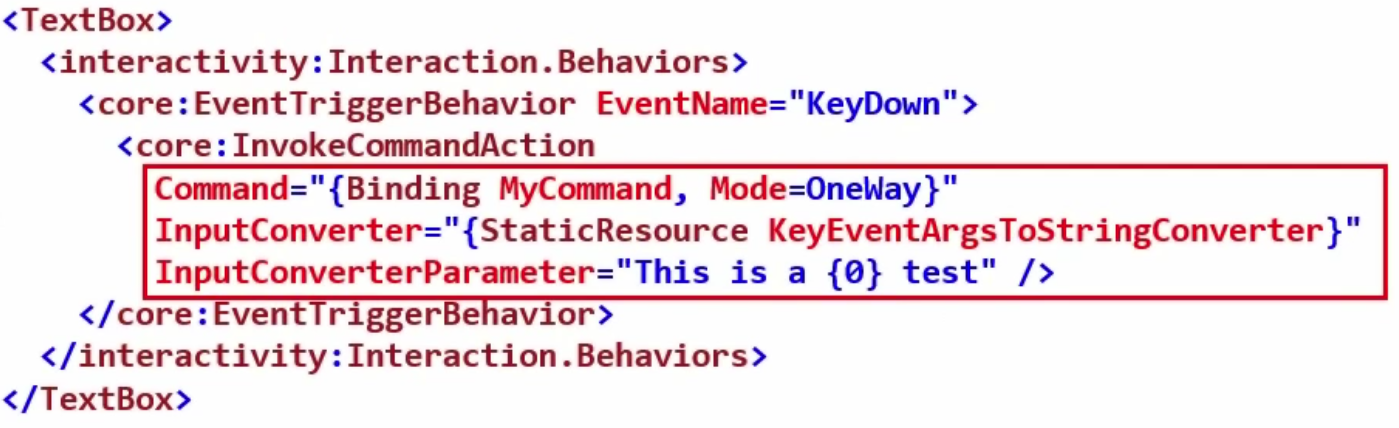 <TextBox>
<interactivity:Interaction.Behaviors>
<core:EventTriggerBehavior EventName="KeyDown">
<core:InvokeCommandAction
Command="{Binding MyCommand, Mode=OneWay}"
InputConverter="{StaticResource KeyEventArgsToStringConverter}"
InputConverterParameter="This is a {0} test" />
</core:EventTriggerBehavior>
</interactivity:Interaction.Behaviors>
</TextBox>